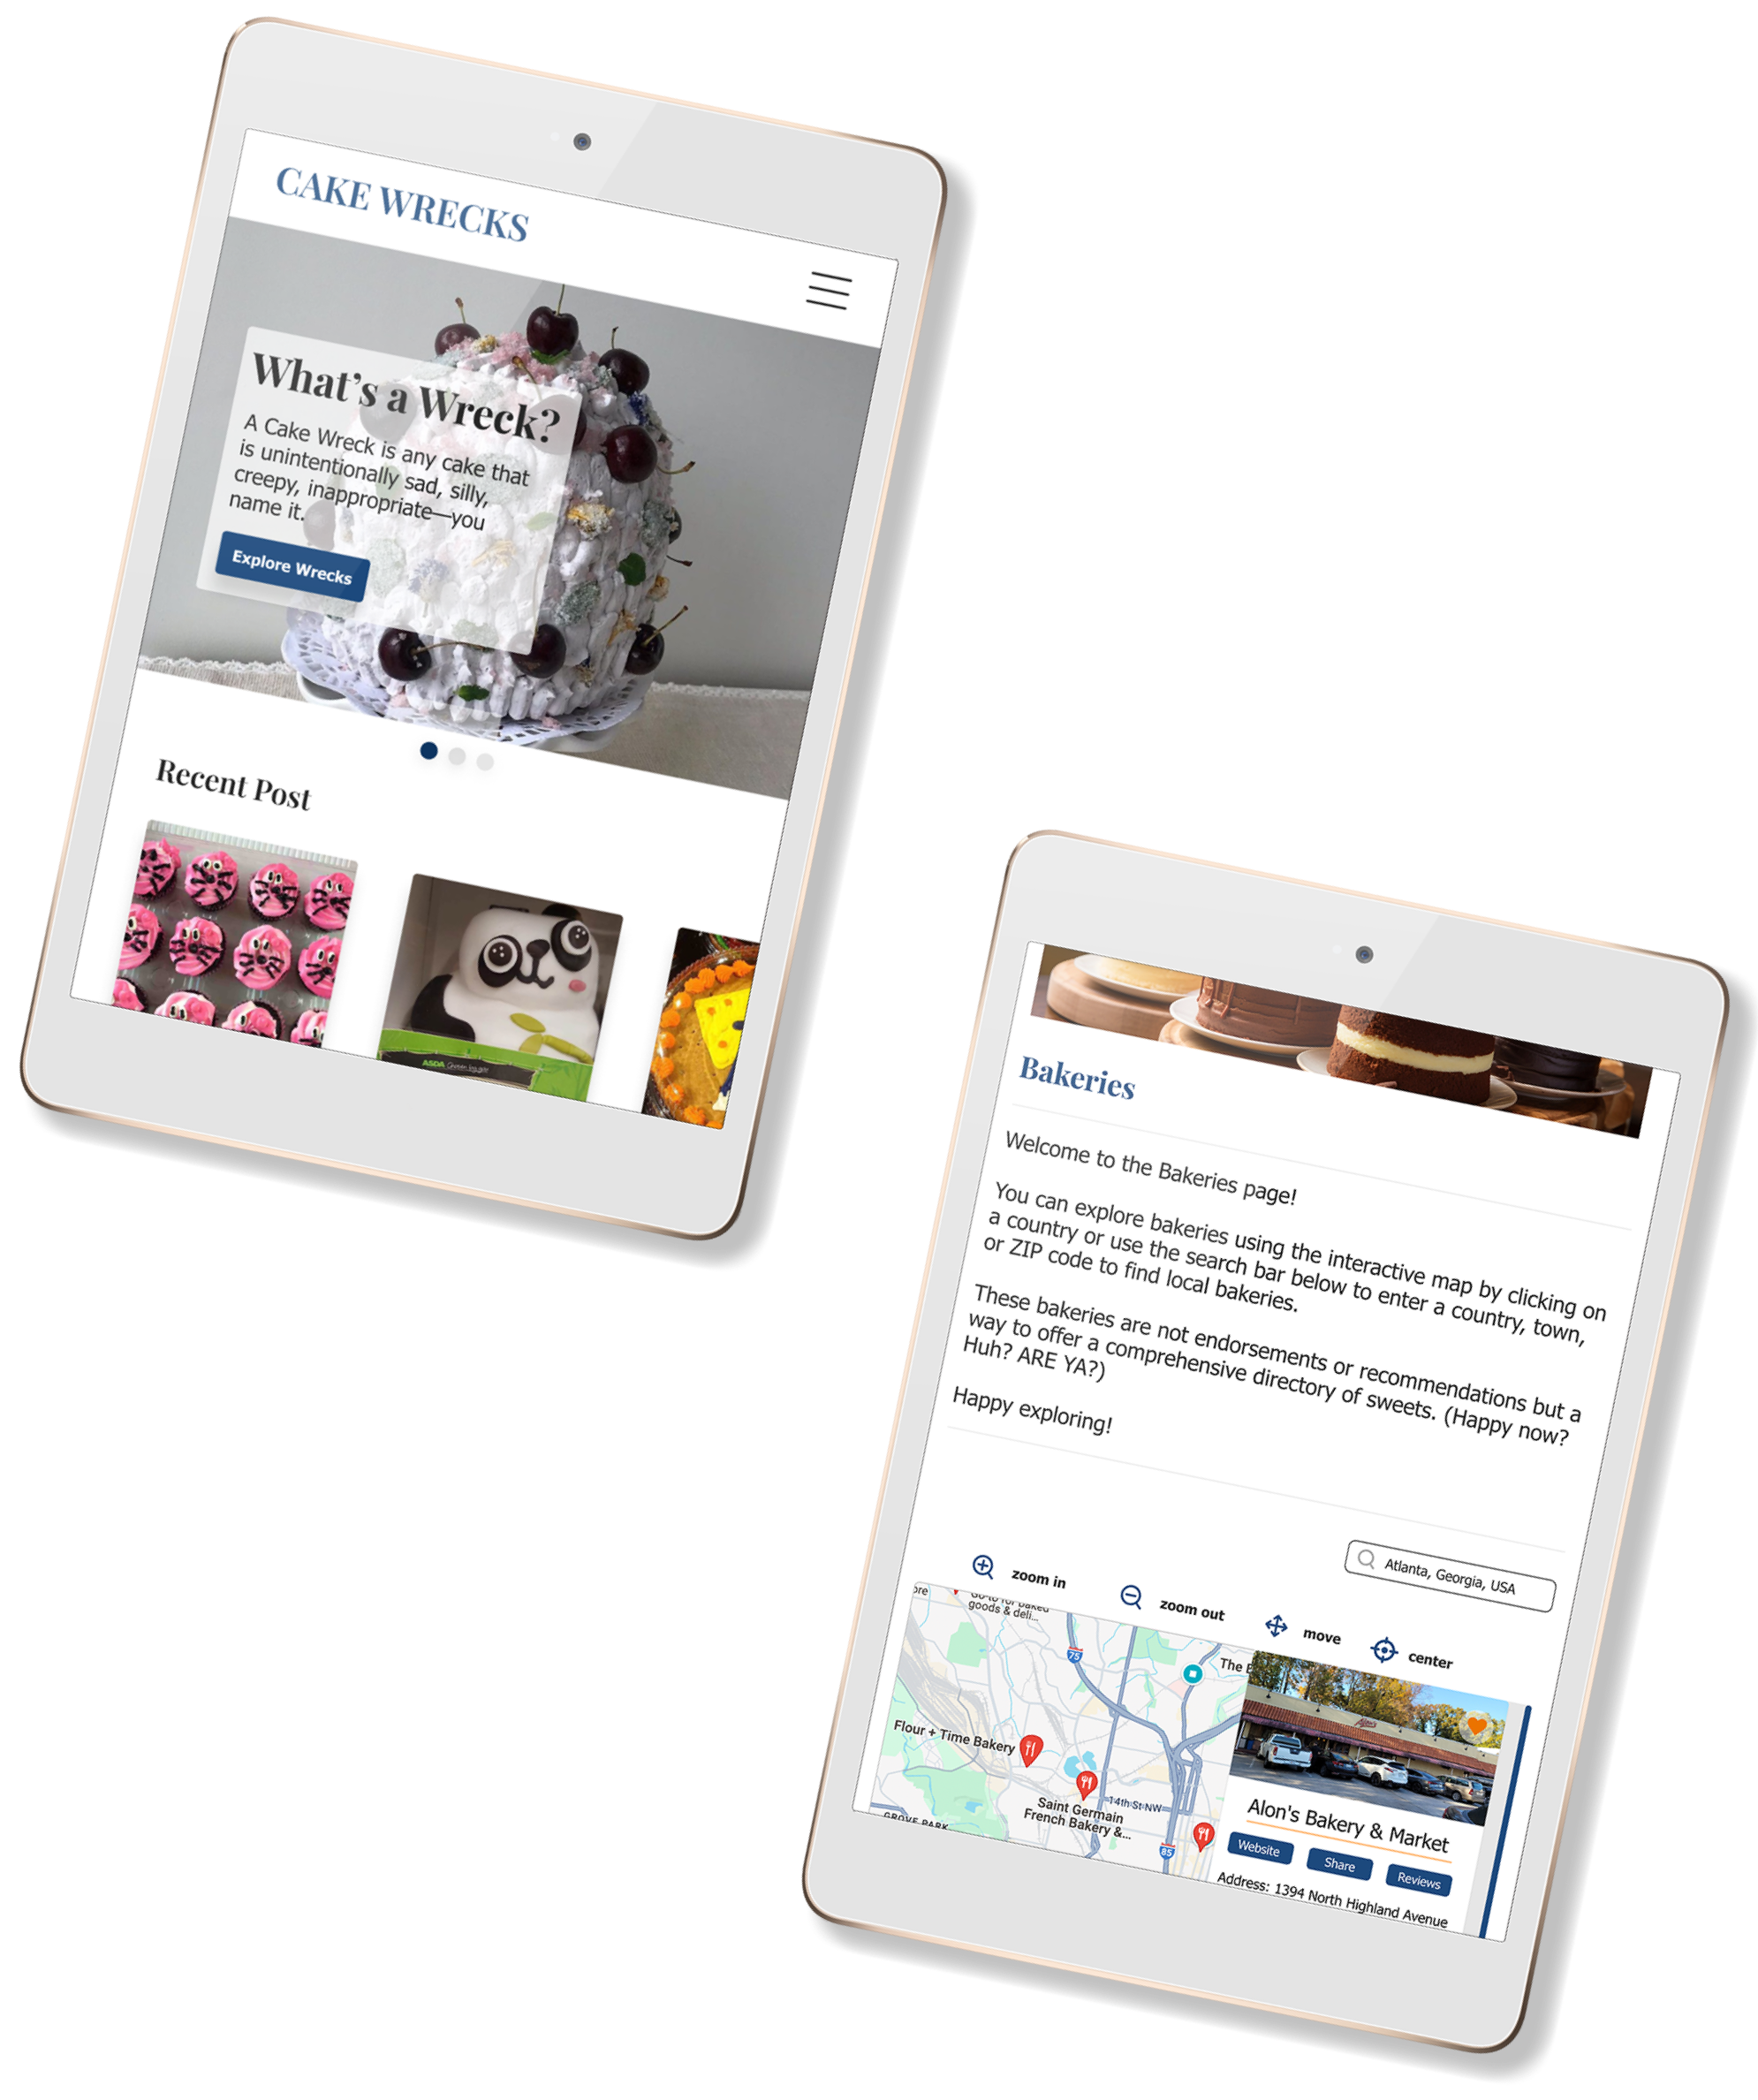 CAKE WRECKS
What's a Wreck?
A Cake Wreck is any cake that
is unintentionally sad, silly,
creepy, inappropriate—you
name it.
Explore Wrecks
Recent Post
ASDA
Bakeries
Welcome to the Bakeries page!
You can explore bakeries using the interactive map by clicking on
a country or use the search bar below to enter a country, town,
or ZIP code to find local bakeries.
These bakeries are not endorsements or recommendations but a
way to offer a comprehensive directory of sweets. (Happy now?
Huh? ARE YA?)
Happy exploring!
Atlanta, Georgia, USA
zoom in
zoom out
move
center
ore
Go-to for baked
goods & deli...
75
The B
Flour + Time Bakery
Saint Germain
French Bakery &...
14th St NW
GROVE PARK
85
Alon's Bakery & Market
Website
Share
Reviews
Address: 1394 North Highland Avenue